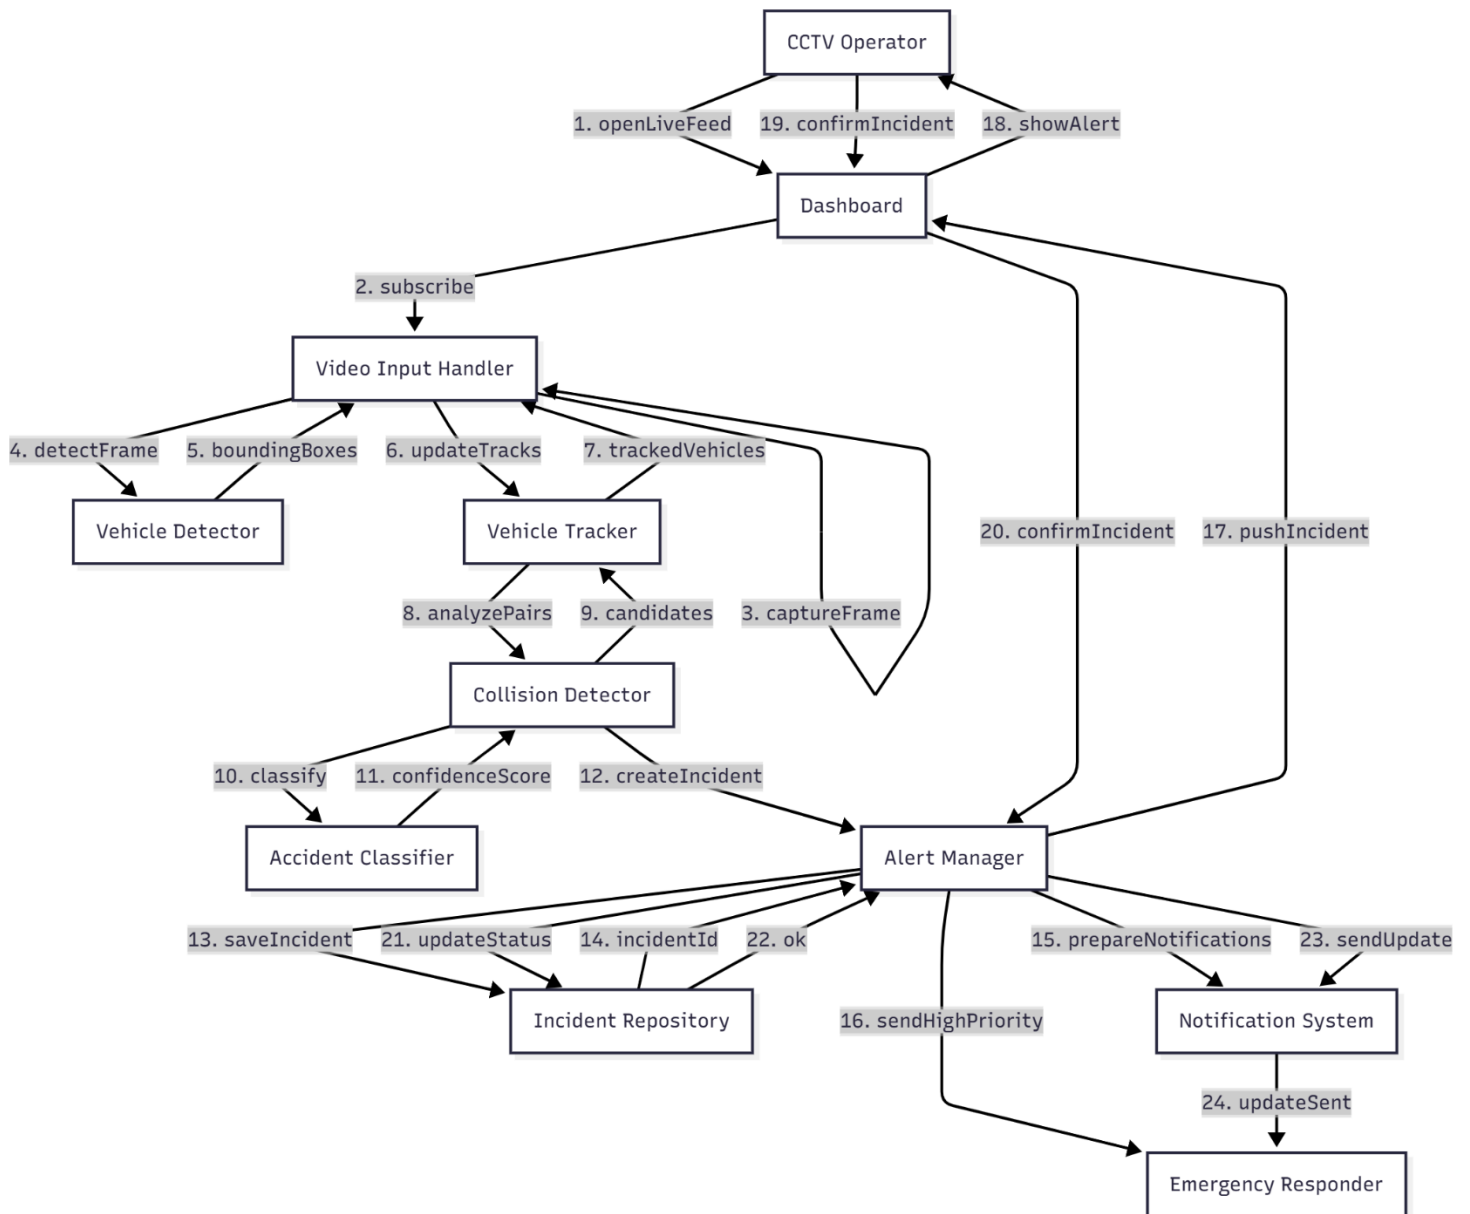 CCTV Operator
1. openLiveFeed
19. confirmIncident
18. showAlert
Dashboard
2. subscribe
Video Input Handler
4. detectFrame
5. boundingBoxes
6. updateTracks
7. trackedVehicles
Vehicle Detector
Vehicle Tracker
20. confirmIncident
17. pushIncident
8. analyzePairs
9. candidates
3. captureFrame
Collision Detector
10. classify
11. confidenceScore
12. createIncident
Accident Classifier
Alert Manager
13. saveIncident
21. updateStatus
14. incidentId
22. ok
15. prepareNotifications
23. sendUpdate
Incident Repository
16. sendHighPriority
Notification System
24. updateSent
Emergency Responder